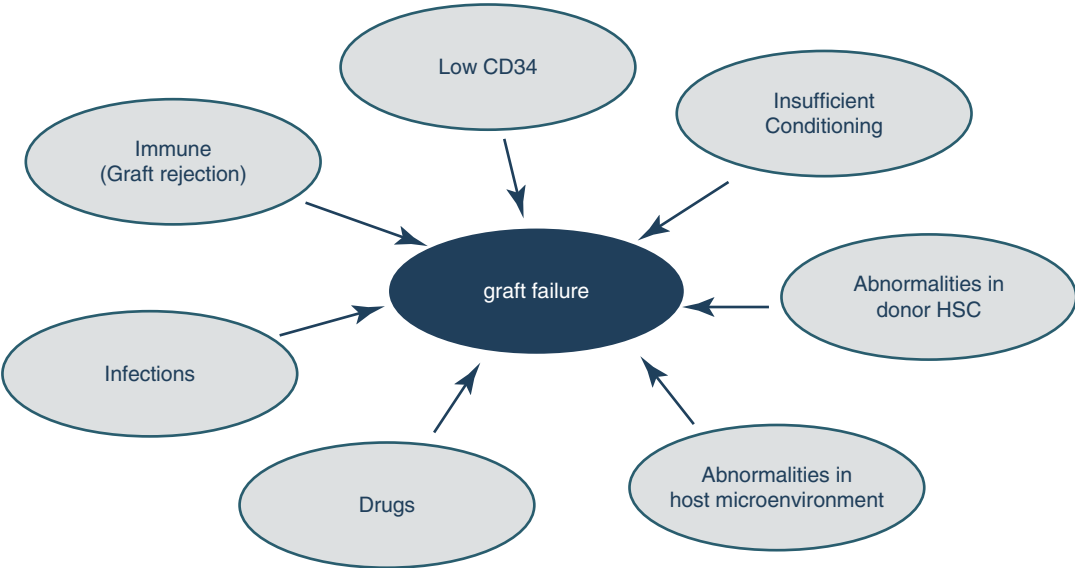 Low CD34
Insufficient
Conditioning
Immune
(Graft rejection)
graft failure
Abnormalities in
donor HSC
Infections
Abnormalities in
host microenvironment
Drugs